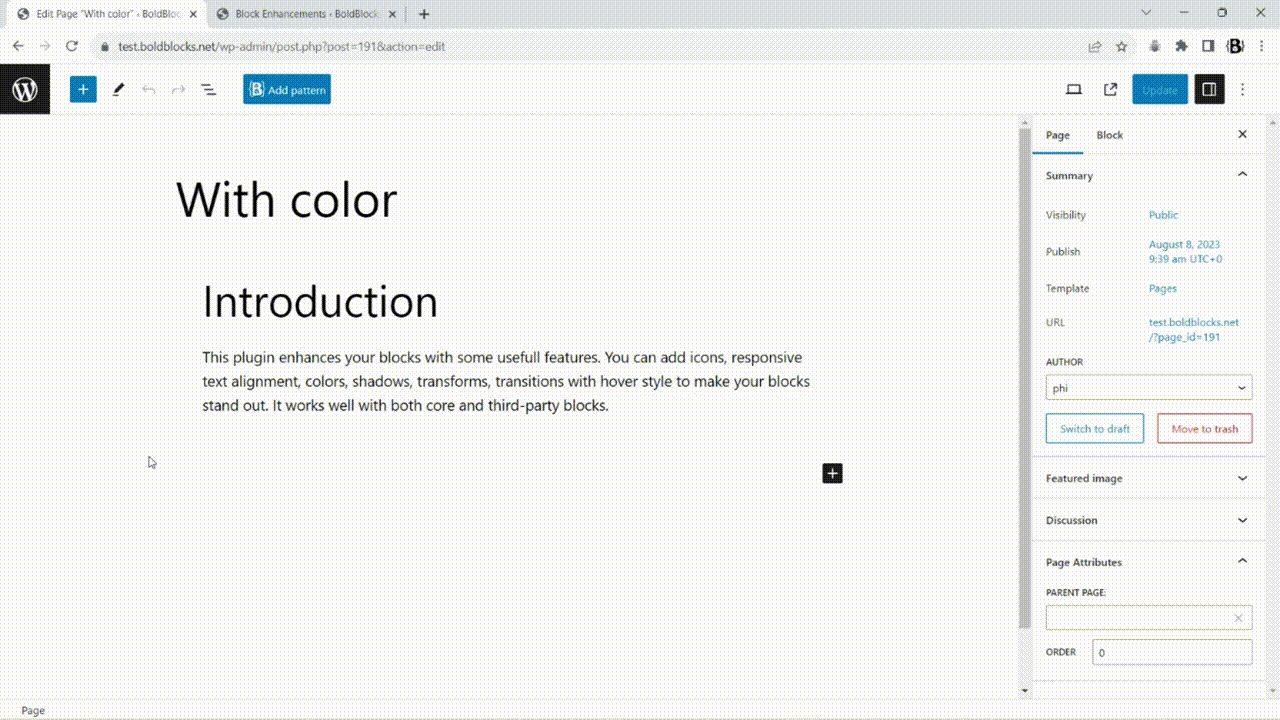 Edit Page "With color" ‹ BoldBloc
Block Enhancements ‹ BoldBlocks
test.boldblocks.net/wp-admin/post.php?post=191&action=edit
{B}
{B} Add pattern
Update
With color
Introduction
This plugin enhances your blocks with some usefull features. You can add icons, responsive
text alignment, colors, shadows, transforms, transitions with hover style to make your blocks
stand out. It works well with both core and third-party blocks.
Page Block
Summary
Visibility Public
Publish August 8, 2023
9:39 am UTC+0
Template Pages
URL test.boldblocks.net
/?page_id=191
AUTHOR
phi
Switch to draft Move to trash
Featured image
Discussion
Page Attributes
PARENT PAGE:
ORDER 0
Page